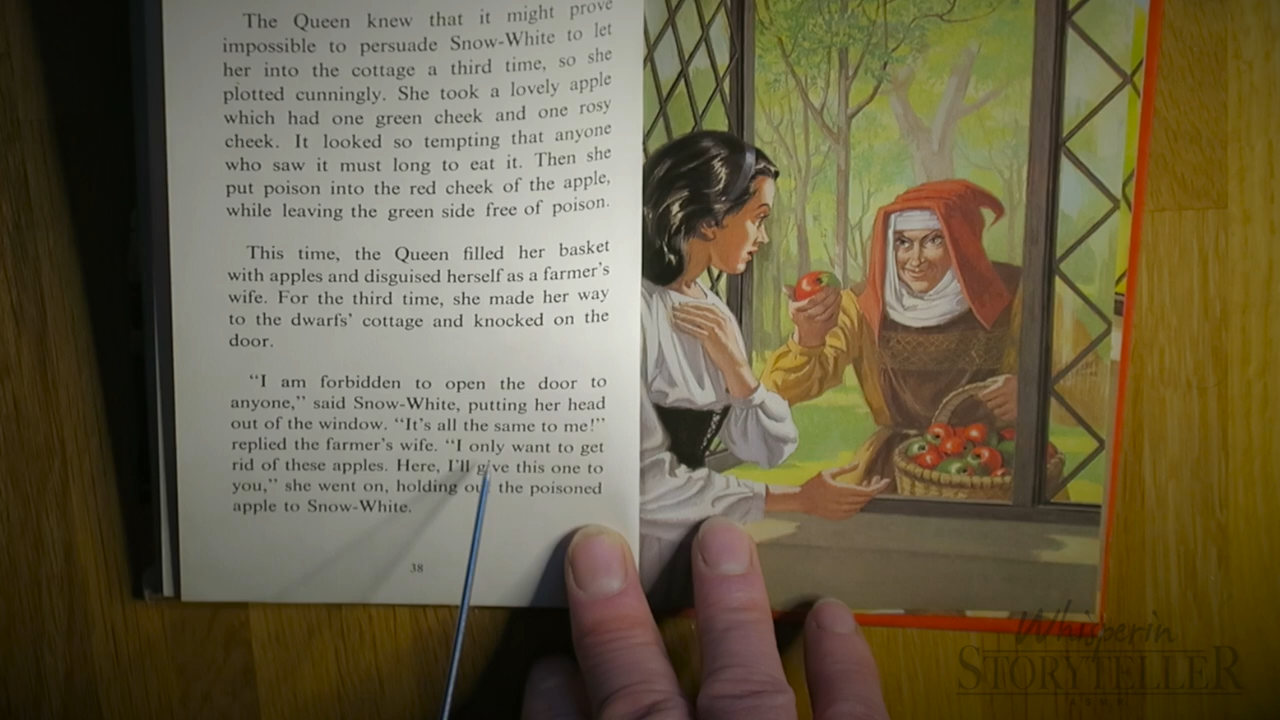 The Queen knew that it might prove
impossible to persuade Snow-White to let
her into the cottage a third time, so she
plotted cunningly. She took a lovely apple
which had one green cheek and one rosy
cheek. It looked so tempting that anyone
who saw it must long to eat it. Then she
put poison into the red cheek of the apple,
while leaving the green side free of poison.
This time, the Queen filled her basket
with apples and disguised herself as a farmer's
wife. For the third time, she made her way
to the dwarfs' cottage and knocked on the
door.
"I am forbidden to open the door to
anyone," said Snow-White, putting her head
out of the window. "It's all the same to me!"
replied the farmer's wife. "I only want to get
rid of these apples. Here, I'll give this one to
you," she went on, holding out the poisoned
apple to Snow-White.
38
Whisperin
STORYTELLER